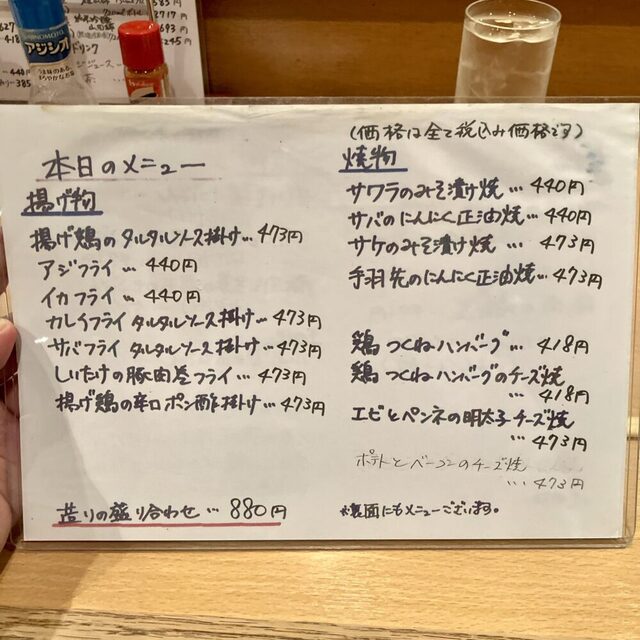 アジシオ
ドリンク
(価格は全て税込み価格です)
本日のメニュー
揚げ物
揚げ鶏のタルタルソース掛け…473円
アジフライ…440円
イカフライ…440円
カレイフライタルタルソース掛け…473円
サバフライタルタルソース掛け…473円
しいたけの豚肉巻フライ…473円
揚げ鶏の辛口ポン酢掛け…473円
造りの盛り合わせ…880円
焼物
サワラのみそ漬け焼…440円
サバのにんにく正油焼…440円
サケのみそ漬け焼…473円
手羽先のにんにく正油焼…473円
鶏つくねハンバーグ…418円
鶏つくねハンバーグのチーズ焼
…418円
エビとペンネの明太子チーズ焼
…473円
ポテトとベーコンのチーズ焼
…473円
※裏面にもメニューございます。